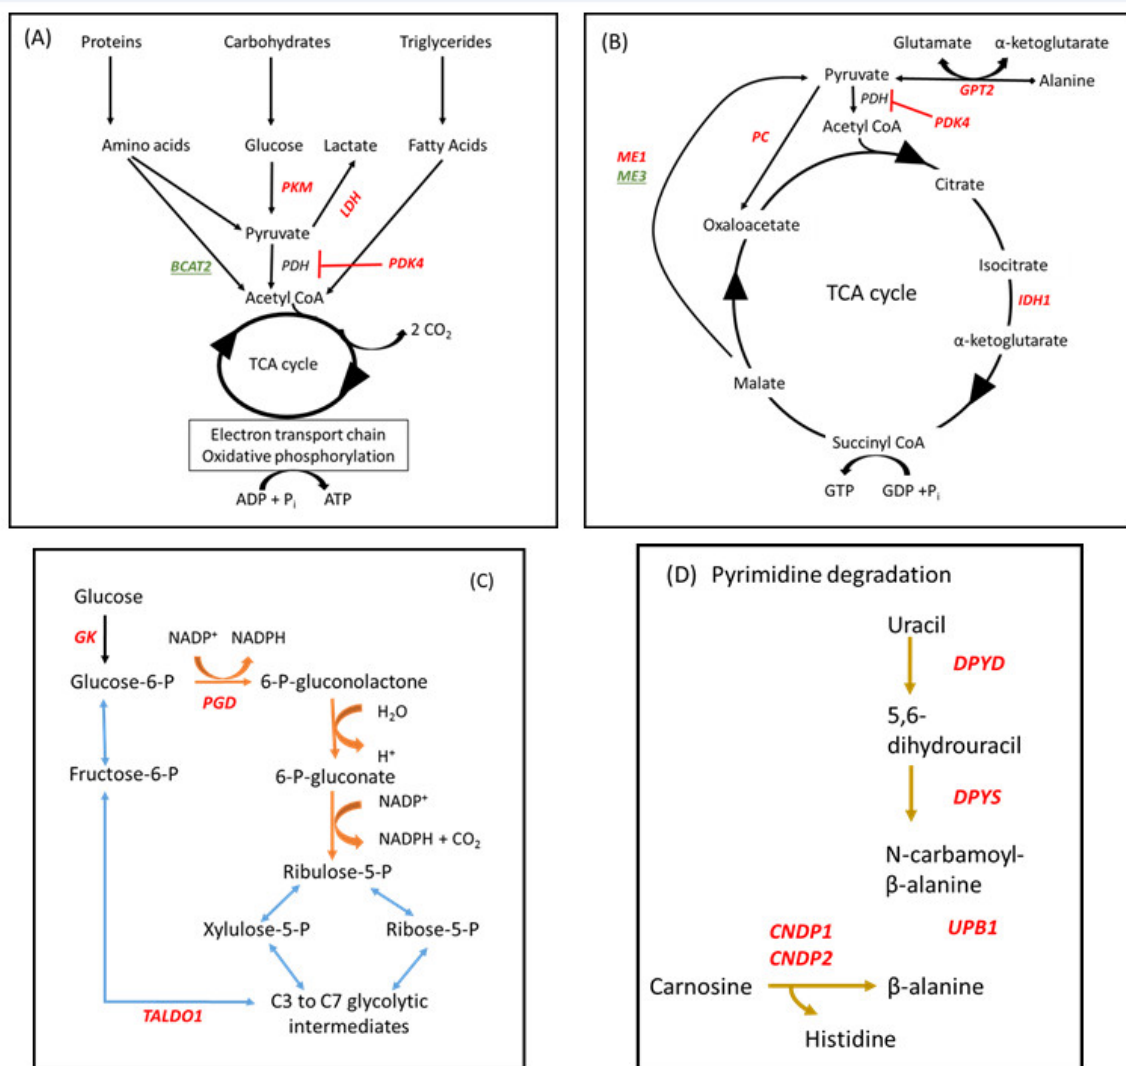 (A)
Proteins
Carbohydrates
Triglycerides
Amino acids
Glucose
Lactate
Fatty Acids
PKM
LDH
Pyruvate
BCAT2
PDH
PDK4
Acetyl CoA
2 CO₂
TCA cycle
Electron transport chain
Oxidative phosphorylation
ADP + Pᵢ
ATP
(B)
Glutamate
α-ketoglutarate
Pyruvate
GPT2
Alanine
PDH
PDK4
Acetyl CoA
PC
ME1
ME3
Citrate
Oxaloacetate
Isocitrate
TCA cycle
IDH1
α-ketoglutarate
Malate
Succinyl CoA
GTP
GDP +Pᵢ
(C)
Glucose
GK
NADP⁺
NADPH
Glucose-6-P
PGD
6-P-gluconolactone
H₂O
H⁺
Fructose-6-P
6-P-gluconate
NADP⁺
NADPH + CO₂
Ribulose-5-P
Xylulose-5-P
Ribose-5-P
C3 to C7 glycolytic
intermediates
TALDO1
(D) Pyrimidine degradation
Uracil
DPYD
5,6-
dihydrouracil
DPYS
N-carbamoyl-
β-alanine
UPB1
CNDP1
CNDP2
Carnosine
β-alanine
Histidine